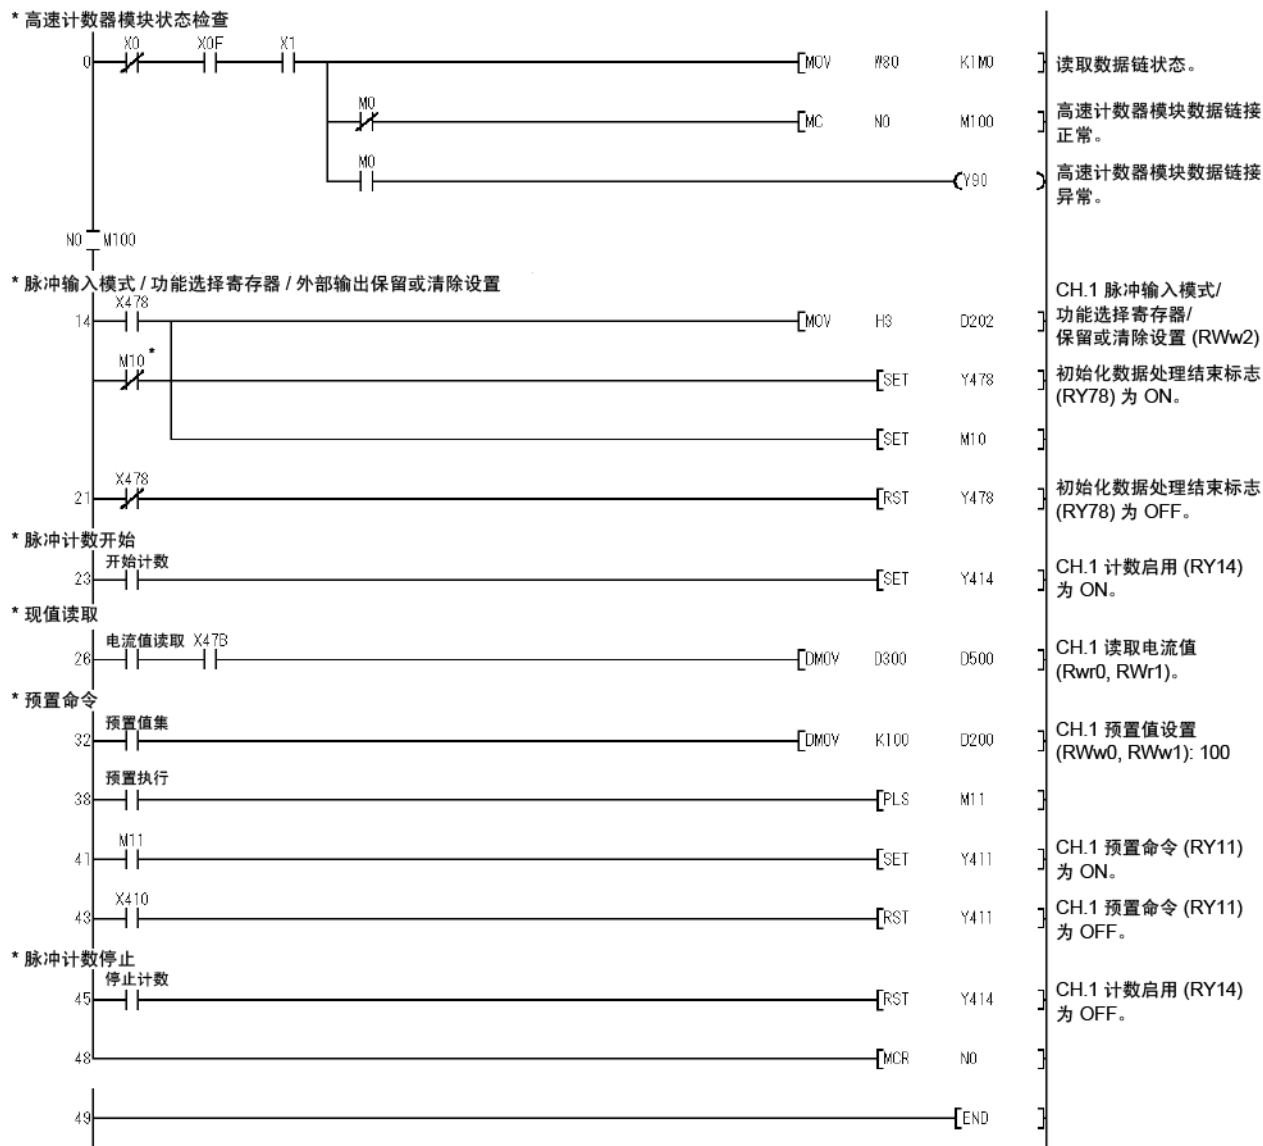 * 高速计数器模块状态检查
X0 X0F X1
0 MOV W80 K1M0 读取数据链状态。
M0
MC N0 M100 高速计数器模块数据链接
正常。
M0
Y90 高速计数器模块数据链接
异常。
N0 M100
* 脉冲输入模式 / 功能选择寄存器 / 外部输出保留或清除设置
X478
14 MOV H3 D202 CH.1 脉冲输入模式/
功能选择寄存器/
保留或清除设置 (RWw2)
M10 *
SET Y478 初始化数据处理结束标志
(RY78) 为 ON。
SET M10
X478
21 RST Y478 初始化数据处理结束标志
(RY78) 为 OFF。
* 脉冲计数开始
开始计数
23 SET Y414 CH.1 计数启用 (RY14)
为 ON。
* 现值读取
电流值读取 X47B
26 DMOV D300 D500 CH.1 读取电流值
(Rwr0, RWr1)。
* 预置命令
预置值集
32 DMOV K100 D200 CH.1 预置值设置
(RWw0, RWw1): 100
预置执行
38 PLS M11
M11
41 SET Y411 CH.1 预置命令 (RY11)
为 ON。
X410
43 RST Y411 CH.1 预置命令 (RY11)
为 OFF。
* 脉冲计数停止
停止计数
45 RST Y414 CH.1 计数启用 (RY14)
为 OFF。
48 MCR N0
49 END